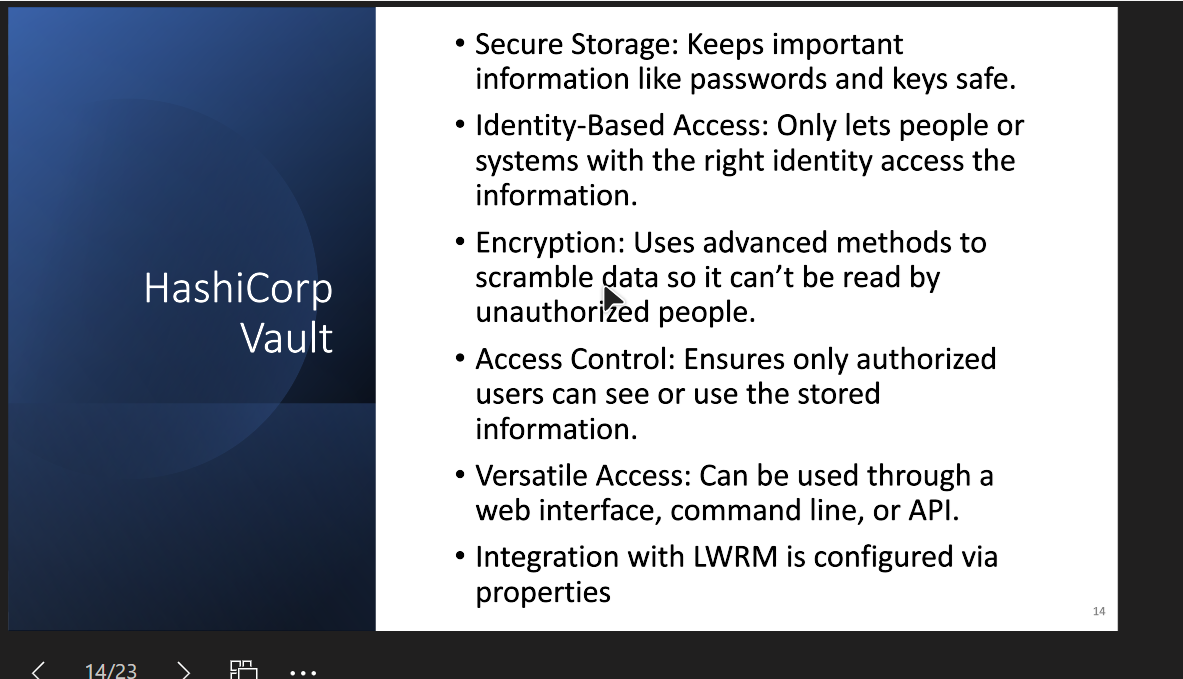 HashiCorp
Vault
• Secure Storage: Keeps important
information like passwords and keys safe.
• Identity-Based Access: Only lets people or
systems with the right identity access the
information.
• Encryption: Uses advanced methods to
scramble data so it can’t be read by
unauthorized people.
• Access Control: Ensures only authorized
users can see or use the stored
information.
• Versatile Access: Can be used through a
web interface, command line, or API.
• Integration with LWRM is configured via
properties
14
14/23